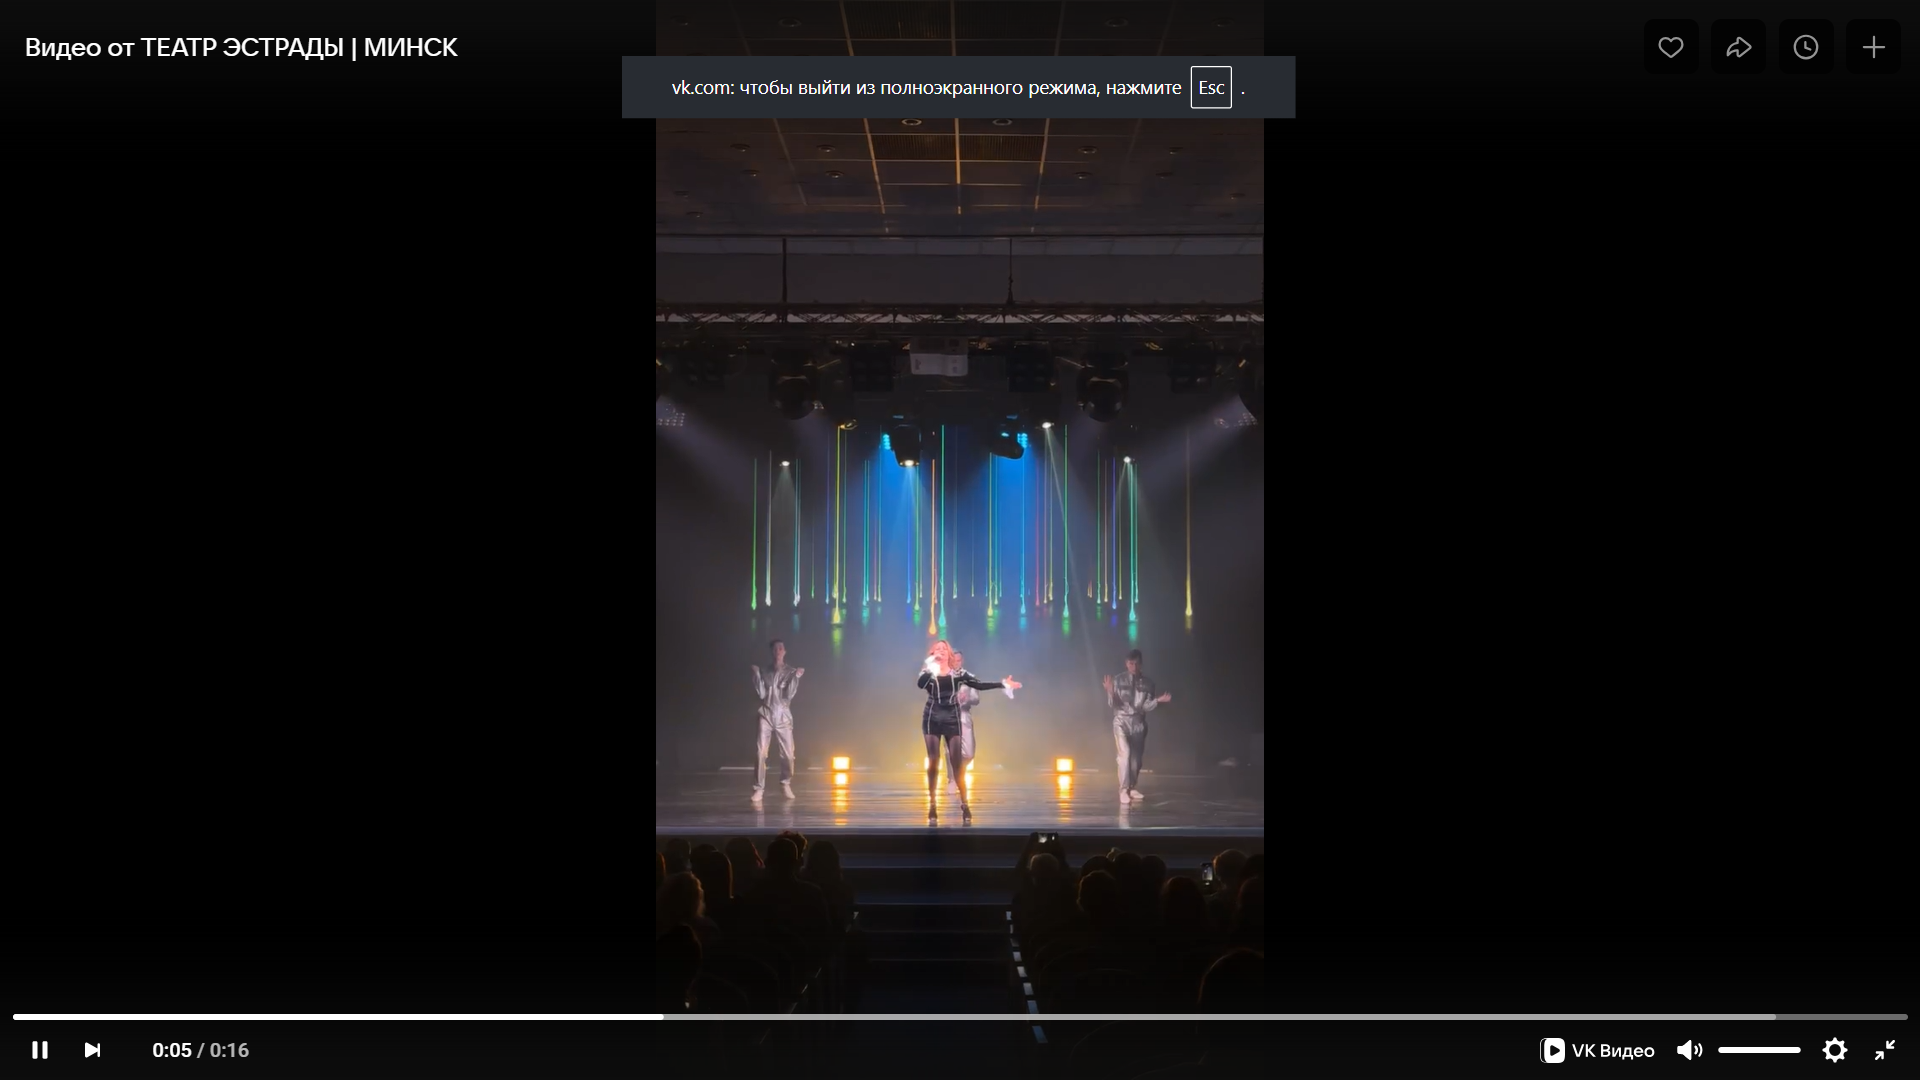 Видео от ТЕАТР ЭСТРАДЫ | МИНСК
vk.com: чтобы выйти из полноэкранного режима, нажмите Esc .
0:05 / 0:16
VK Видео